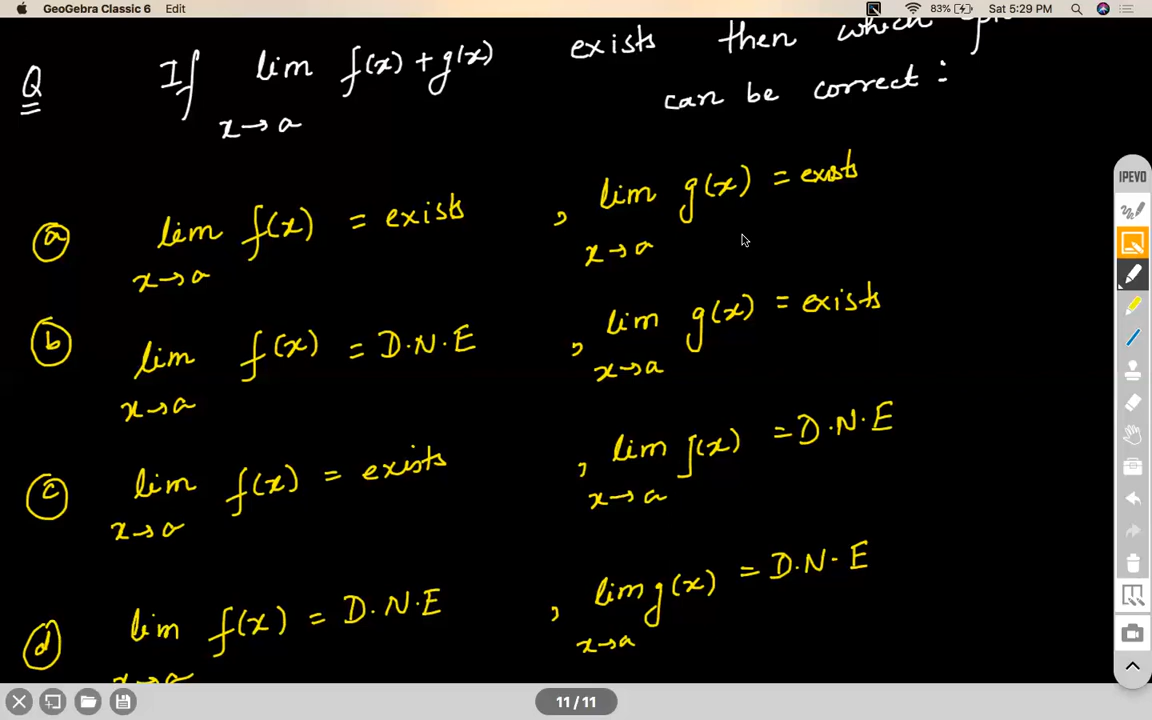 GeoGebra Classic 6 Edit 83% Sat 5:29 PM
Q If lim f(x) + g(x) exists then which
x→a can be correct :
a lim f(x) = exists , lim g(x) = exists
x→a x→a
b lim f(x) = D.N.E , lim g(x) = exists
x→a x→a
c lim f(x) = exists , lim g(x) = D.N.E
x→a x→a
d lim f(x) = D.N.E , lim g(x) = D.N.E
x→a x→a
IPEVO
11/11